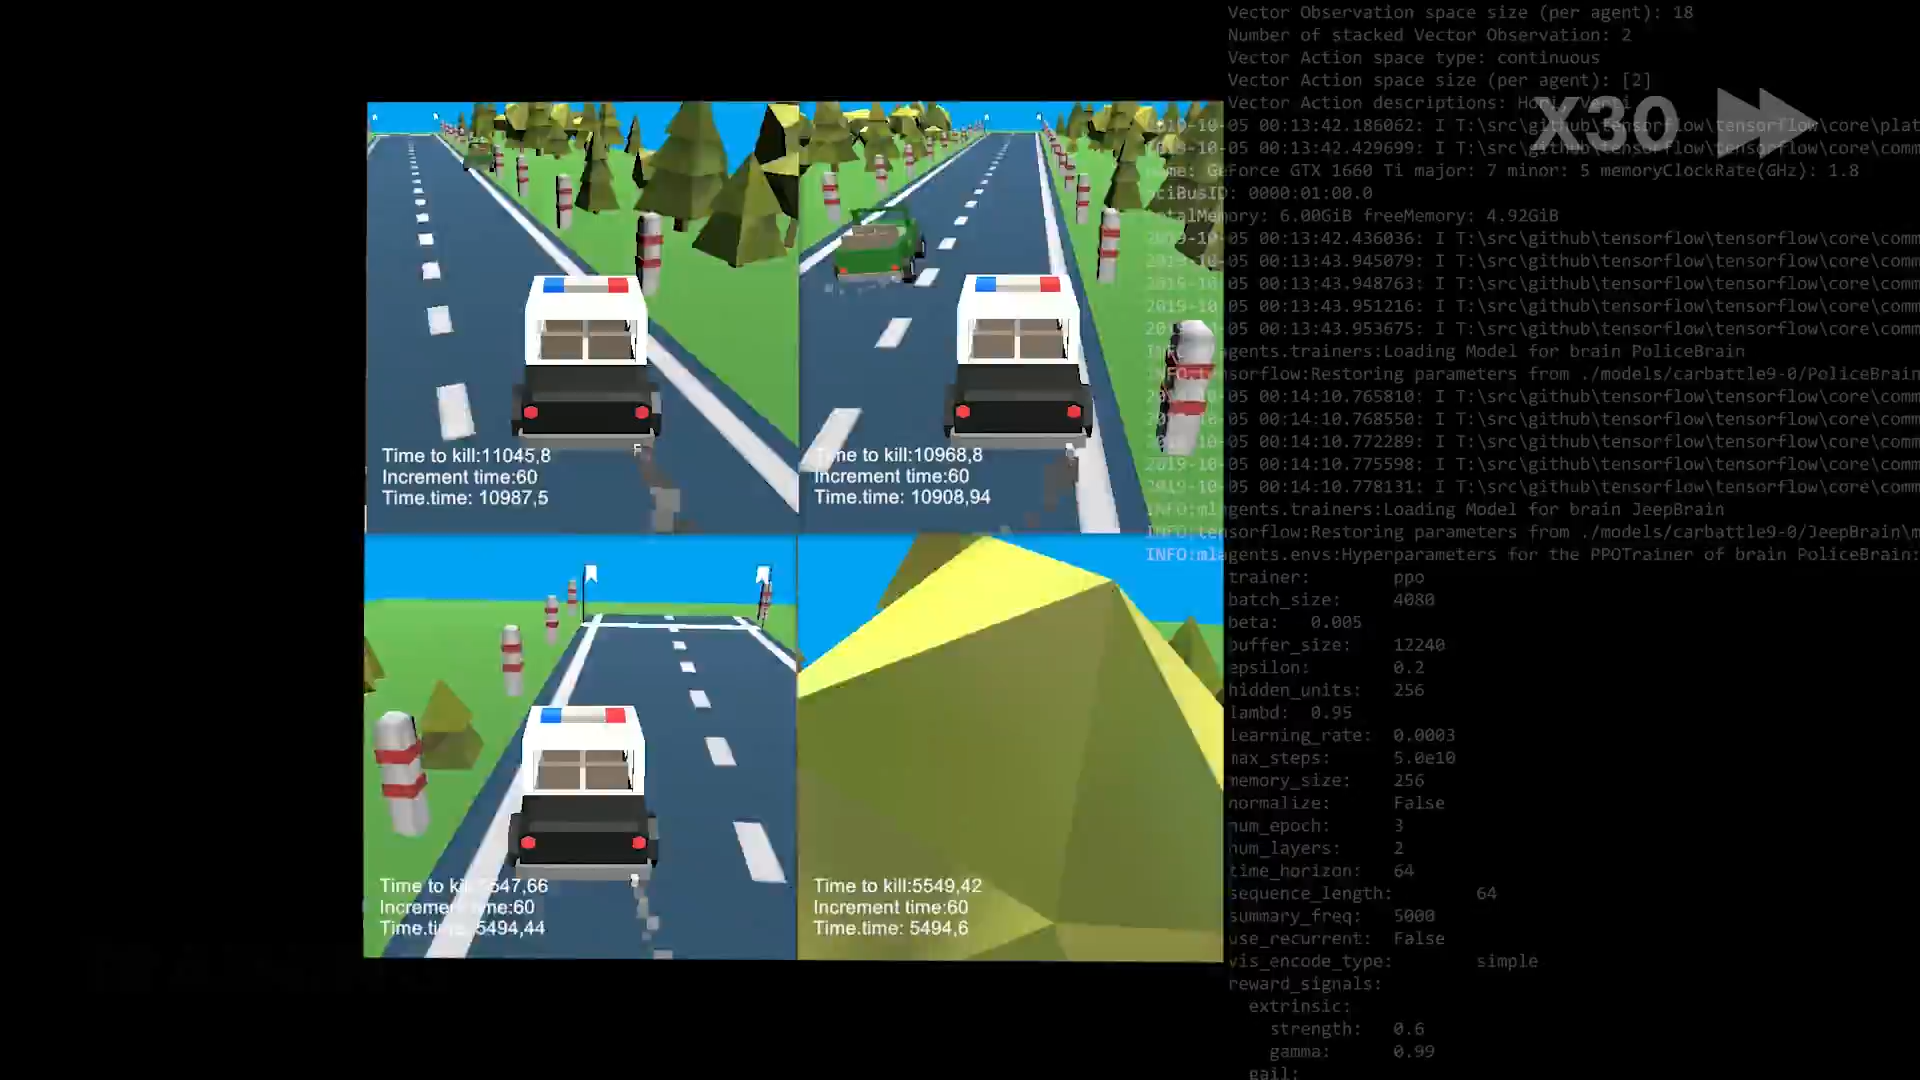 Vector Observation space size (per agent): 18
Number of stacked Vector Observation: 2
Vector Action space type: continuous
Vector Action space size (per agent): [2]
Vector Action descriptions:
X30
00:13:42.186062: I T:\src\github\tensorflow\tensorflow\core\plat
05 00:13:42.429699: I T:\src\github\tensorflow\tensorflow\core\comm
GeForce GTX 1660 Ti major: 7 minor: 5 memoryClockRate(GHz): 1.8
0000:01:00.0
6.00GiB freeMemory: 4.92GiB
05 00:13:42.436036: I T:\src\github\tensorflow\tensorflow\core\comm
05 00:13:43.945079: I T:\src\github\tensorflow\tensorflow\core\comm
05 00:13:43.948763: I T:\src\github\tensorflow\tensorflow\core\comm
2019-10-05 00:13:43.951216: I T:\src\github\tensorflow\tensorflow\core\comm
05 00:13:43.953675: I T:\src\github\tensorflow\tensorflow\core\comm
Loading Model for brain PoliceBrain
Restoring parameters from ./models/carbattle9-0/PoliceBrain
05 00:14:10.765810: I T:\src\github\tensorflow\tensorflow\core\comm
05 00:14:10.768550: I T:\src\github\tensorflow\tensorflow\core\comm
05 00:14:10.772289: I T:\src\github\tensorflow\tensorflow\core\comm
2019-10-05 00:14:10.775598: I T:\src\github\tensorflow\tensorflow\core\comm
2019-10-05 00:14:10.778131: I T:\src\github\tensorflow\tensorflow\core\comm
INFO:mlagents.trainers:Loading Model for brain JeepBrain
INFO:tensorflow:Restoring parameters from ./models/carbattle9-0/JeepBrain\m
INFO:mlagents.envs:Hyperparameters for the PPOTrainer of brain PoliceBrain:
trainer: ppo
batch_size: 4080
beta: 0.005
buffer_size: 12240
epsilon: 0.2
hidden_units: 256
lambd: 0.95
learning_rate: 0.0003
max_steps: 5.0e10
memory_size: 256
normalize: False
num_epoch: 3
num_layers: 2
time_horizon: 64
sequence_length: 64
summary_freq: 5000
use_recurrent: False
vis_encode_type: simple
reward_signals:
extrinsic:
strength: 0.6
gamma: 0.99
gail:
Time to kill:11045,8
Increment time:60
Time.time: 10987,5
Time to kill:10968,8
Increment time:60
Time.time: 10908,94
Time to kill:5547,66
Increment time:60
Time.time: 5494,44
Time to kill:5549,42
Increment time:60
Time.time: 5494,6